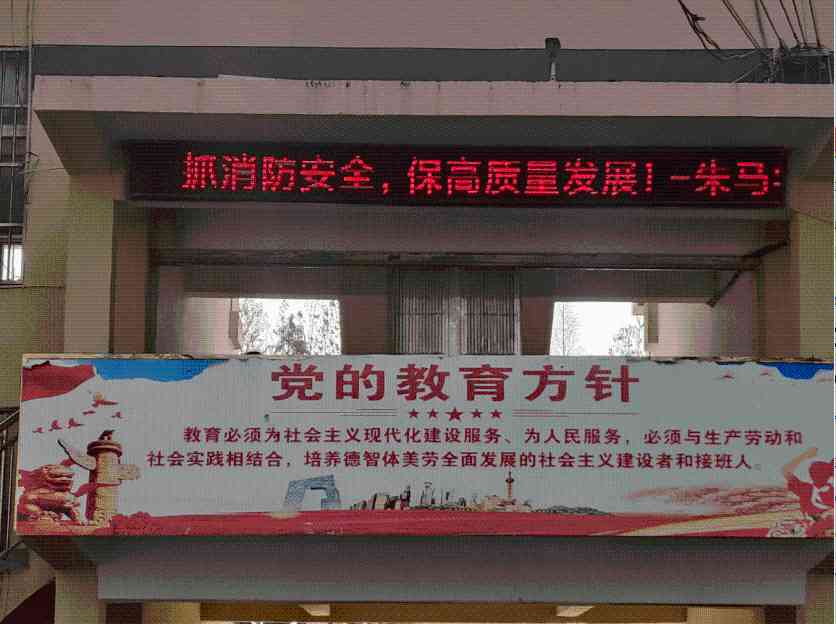 抓消防安全，保高质量发展！-朱马
党的教育方针
教育必须为社会主义现代化建设服务、为人民服务，必须与生产劳动和
社会实践相结合，培养德智体美劳全面发展的社会主义建设者和接班人。